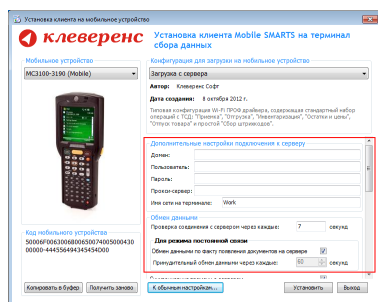 Установка клиента на мобильное устройство
клеверенс
Установка клиента Mobile SMARTS на терминал
сбора данных
Мобильное устройство
MC3100-3190 (Mobile)
Код мобильного устройства
50006F0063006B0065007400500430
00000-444556494345454D00
Копировать в буфер
Получить заново
Конфигурация для загрузки на мобильное устройство
Загрузка с сервера
Автор: Клеверенс Софт
Дата создания: 8 октября 2012 г.
Типовая конфигурация WI-FI ПРОФ драйвера, содержащая стандартный набор
операций с ТСД: "Приемка", "Отгрузка", "Инвентаризация", "Остатки и цены",
"Отпуск товара" и простой "Сбор штрихкодов".
Дополнительные настройки подключения к серверу
Домен:
Пользователь:
Пароль:
Прокси-сервер:
Имя сети на терминале: Work
Обмен данными
Проверка соединения с сервером через каждые: 7 секунд
Для режима постоянной связи
Обмен данными по факту появления документов на сервере
Принудительный обмен данными через каждые: 60 секунд
К обычным настройкам...
Установить
Выход